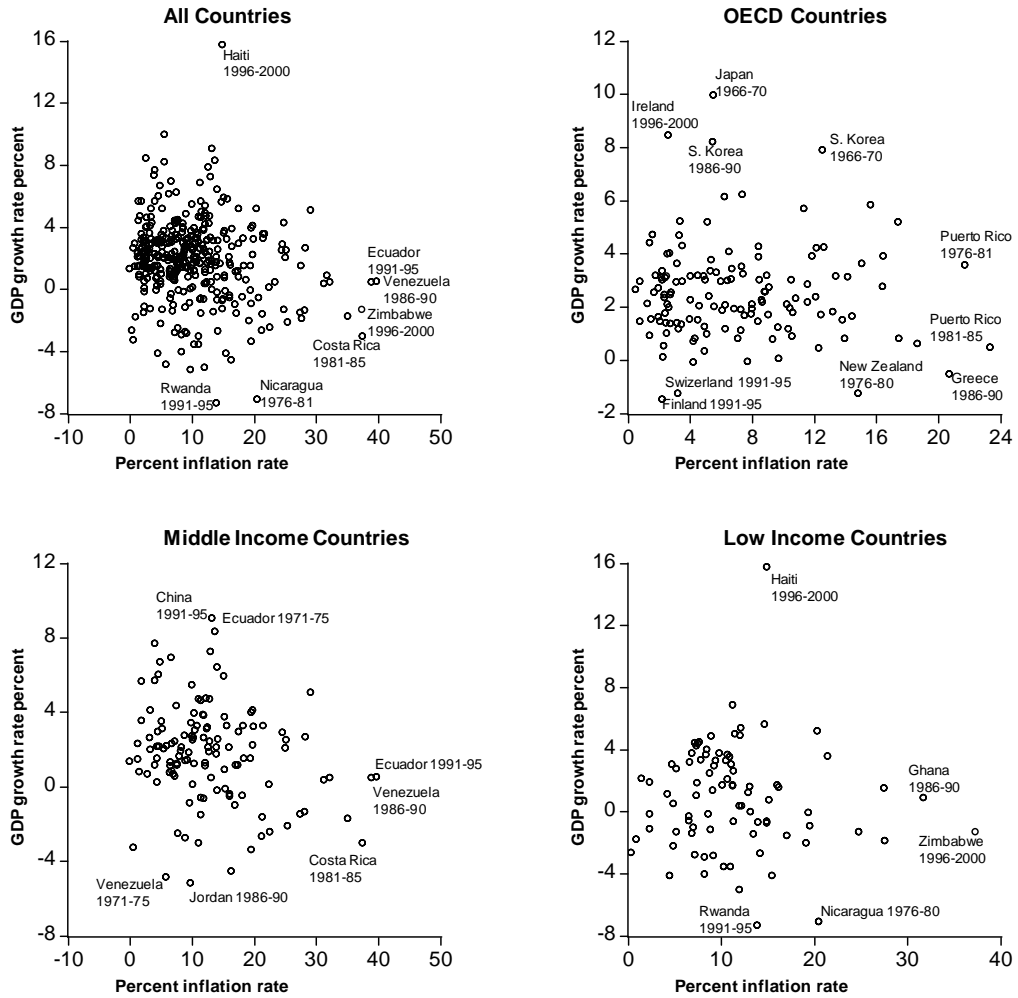 All Countries
16
12
8
4
0
-4
-8
-10
0
10
20
30
40
50
GDP growth rate percent
Percent inflation rate
Haiti
1996-2000
Ecuador
1991-95
Venezuela
1986-90
Zimbabwe
1996-2000
Costa Rica
1981-85
Rwanda
1991-95
Nicaragua
1976-81
OECD Countries
12
10
8
6
4
2
0
-2
0
4
8
12
16
20
24
GDP growth rate percent
Percent inflation rate
Japan
1966-70
Ireland
1996-2000
S. Korea
1986-90
S. Korea
1966-70
Puerto Rico
1976-81
Puerto Rico
1981-85
New Zealand
1976-80
Greece
1986-90
Swizerland 1991-95
Finland 1991-95
Middle Income Countries
12
8
4
0
-4
-8
-10
0
10
20
30
40
50
GDP growth rate percent
Percent inflation rate
China
1991-95
Ecuador 1971-75
Ecuador 1991-95
Venezuela
1986-90
Costa Rica
1981-85
Venezuela
1971-75
Jordan 1986-90
Low Income Countries
16
12
8
4
0
-4
-8
0
10
20
30
40
GDP growth rate percent
Percent inflation rate
Haiti
1996-2000
Ghana
1986-90
Zimbabwe
1996-2000
Rwanda
1991-95
Nicaragua 1976-80